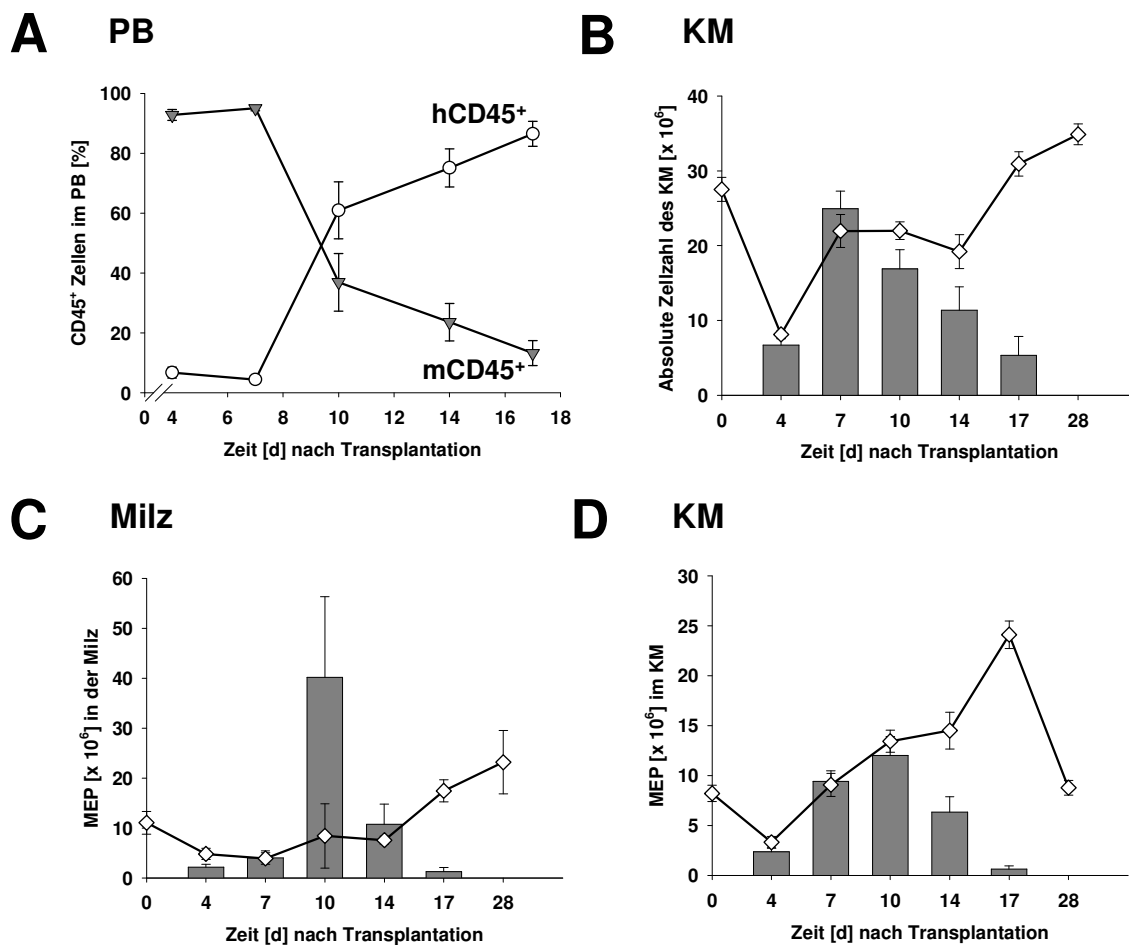 A PB
CD45⁺ Zellen im PB [%]
100
80
60
40
20
0
hCD45⁺
mCD45⁺
0 4 6 8 10 12 14 16 18
Zeit [d] nach Transplantation
B KM
Absolute Zellzahl des KM [x 10⁶]
40
30
20
10
0
0 4 7 10 14 17 28
Zeit [d] nach Transplantation
C Milz
MEP [x 10⁶] in der Milz
60
50
40
30
20
10
0
0 4 7 10 14 17 28
Zeit [d] nach Transplantation
D KM
MEP [x 10⁶] im KM
30
25
20
15
10
5
0
0 4 7 10 14 17 28
Zeit [d] nach Transplantation